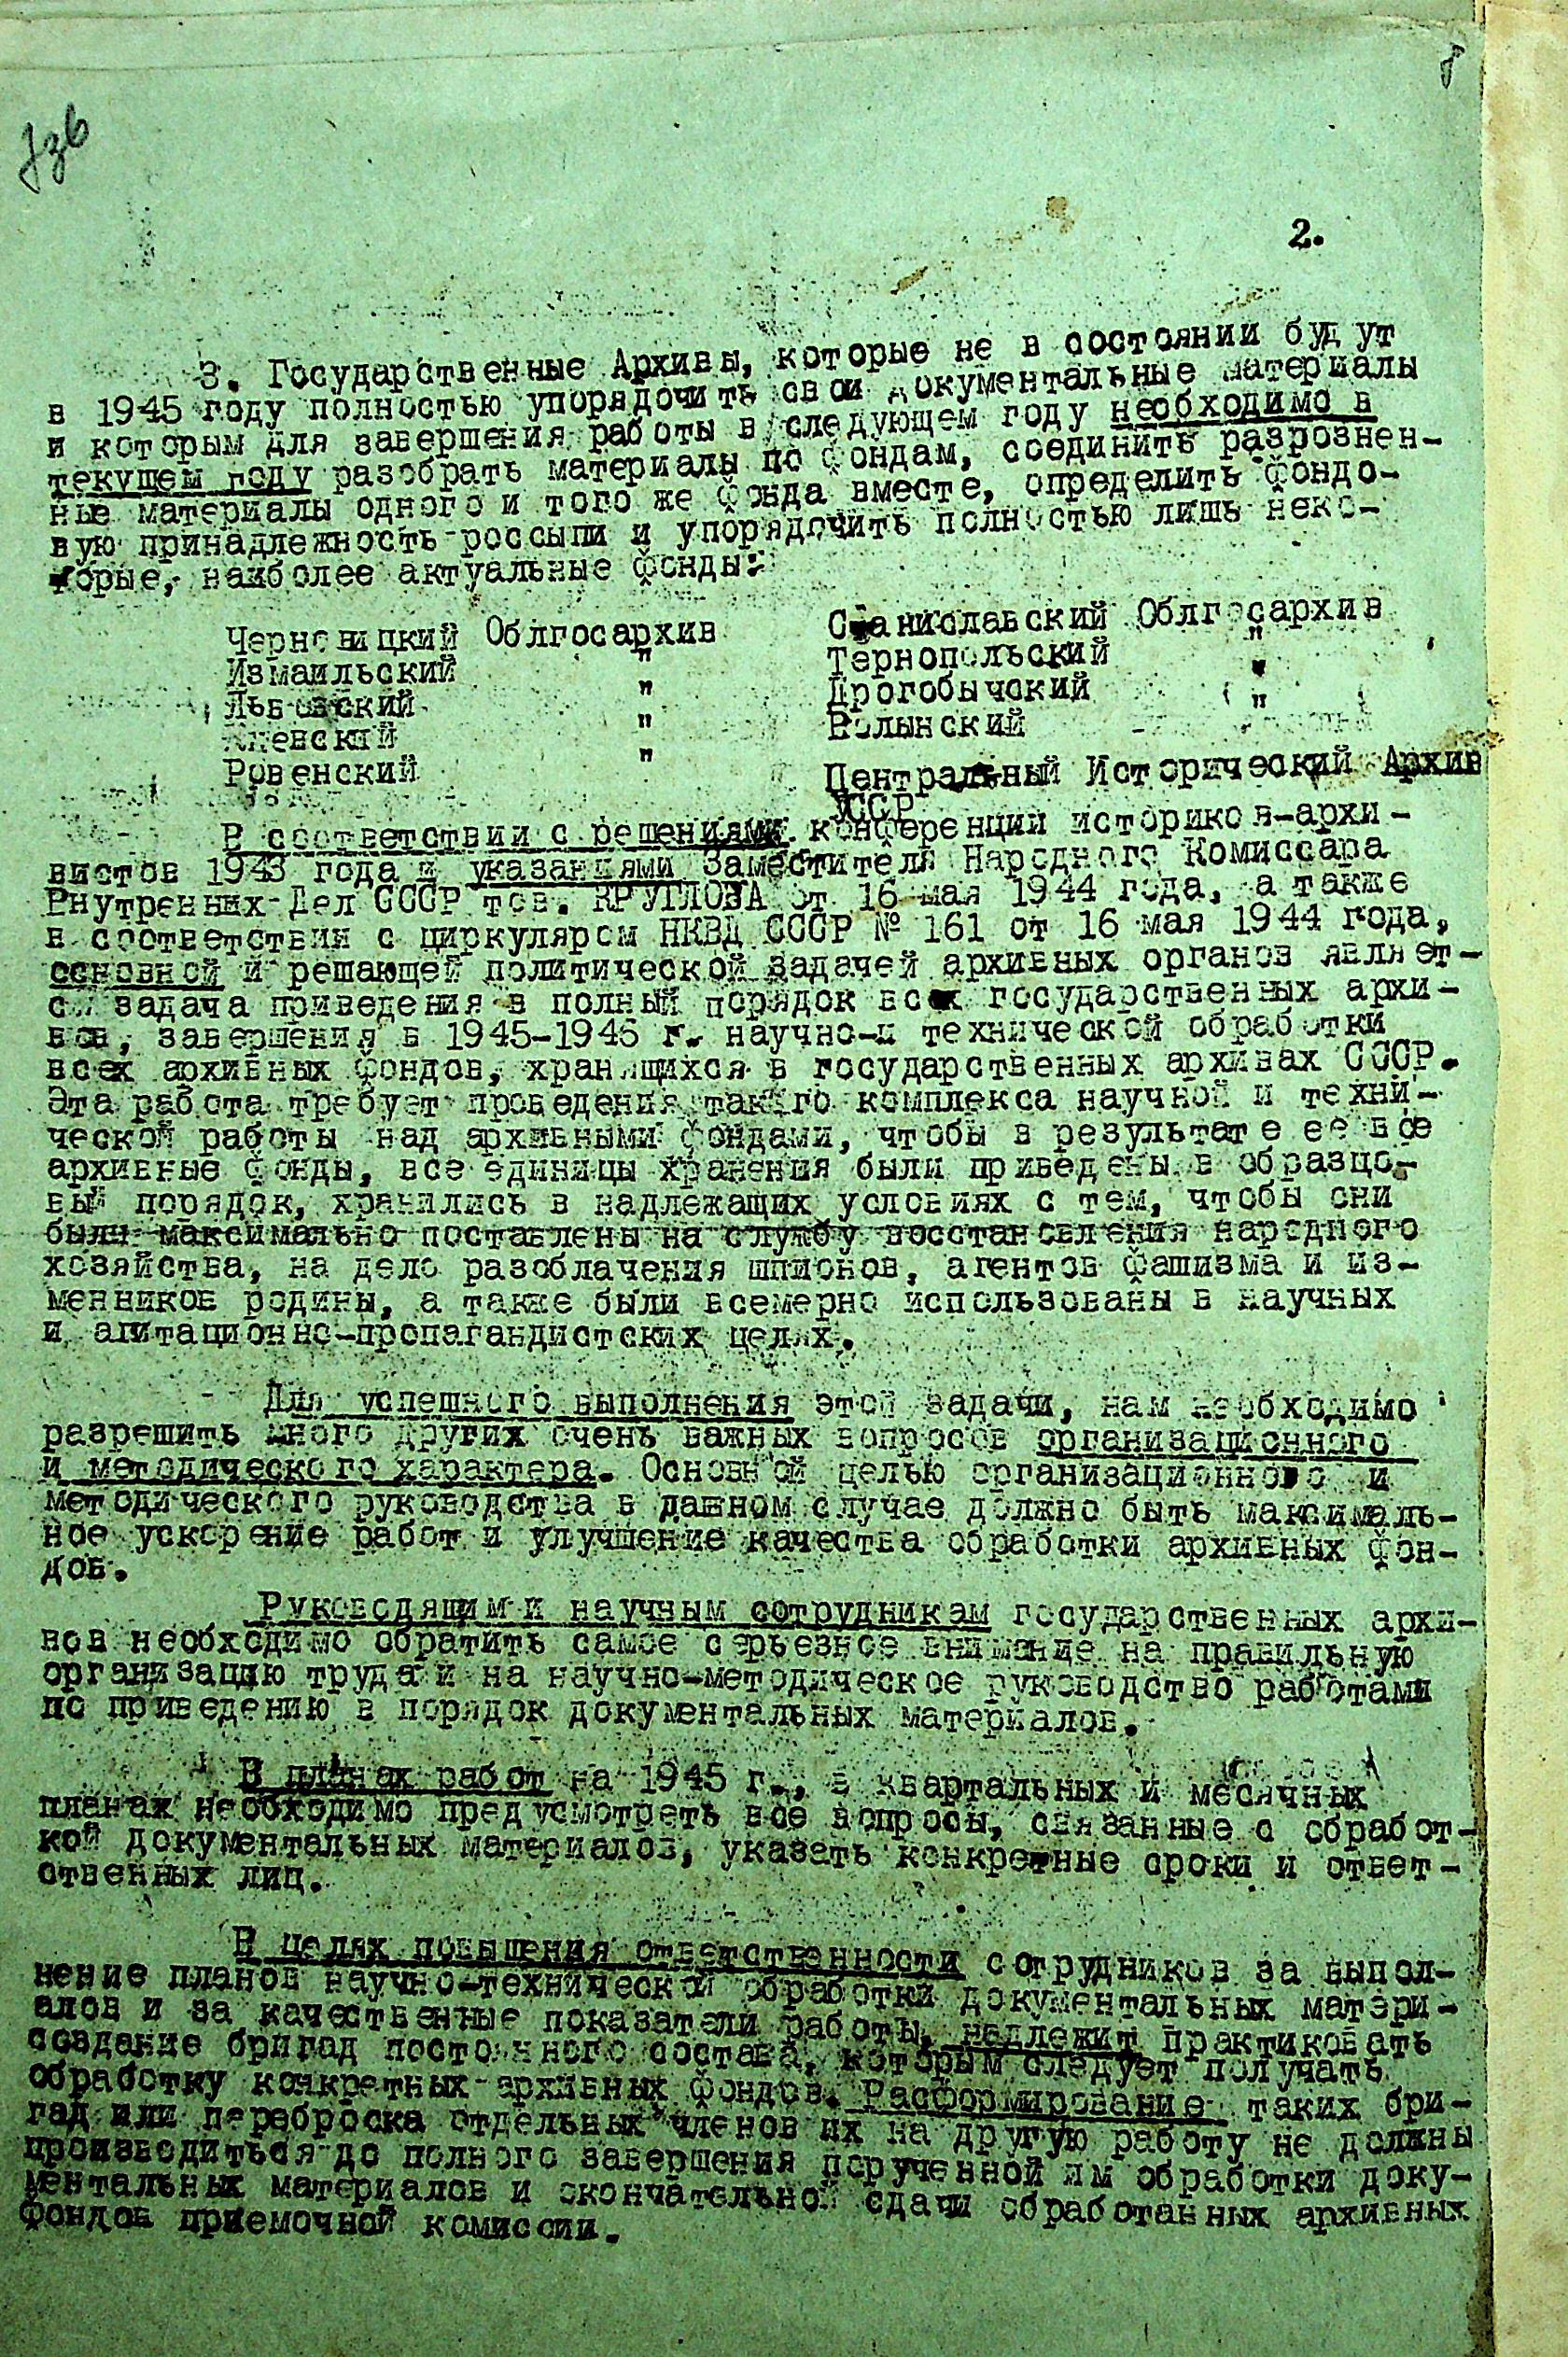 8
2.
3. Государственные Архивы, которые не в состоянии будут
в 1945 году полностью упорядочить свои документальные материалы
и которым для завершения работы в следующем году необходимо в
текущем году разобрать материалы по фондам, соединить разрознен-
ные материалы одного и того же фонда вместе, определить фондо-
вую принадлежность россыпи и упорядочить полностью лишь неко-
торые, наиболее актуальные фонды:
Черновицкий Облгосархив Станиславский Облгосархив
Измаильский " Тернопольский "
Львовский " Дрогобычский "
Киевский " Волынский "
Ровенский " Центральный Исторический Архив
УССР
В соответствии с решениями конференции историков-архи-
вистов 1943 года и указаниями Заместителя Народного Комиссара
Внутренних Дел СССР тов. КРУГЛОВА от 16 мая 1944 года, а также
в соответствии с циркуляром НКВД СССР № 161 от 16 мая 1944 года,
основной и решающей политической задачей архивных органов являет-
ся задача приведения в полный порядок всех государственных архи-
вов, завершения в 1945-1946 г. научно-и технической обработки
всех архивных фондов, хранящихся в государственных архивах СССР.
Эта работа требует проведения такого комплекса научной и техни-
ческой работы над архивными фондами, чтобы в результате ее все
архивные фонды, все единицы хранения были приведены в образцо-
вый порядок, хранились в надлежащих условиях с тем, чтобы они
были максимально поставлены на службу восстановления народного
хозяйства, на дело разоблачения шпионов, агентов фашизма и из-
менников родины, а также были всемерно использованы в научных
и агитационно-пропагандистских целях.
Для успешного выполнения этой задачи, нам необходимо
разрешить много других очень важных вопросов организационного
и методического характера. Основной целью организационного и
методического руководства в данном случае должно быть максималь-
ное ускорение работ и улучшение качества обработки архивных фон-
дов.
Руководящим и научным сотрудникам государственных архи-
вов необходимо обратить самое серьезное внимание на правильную
организацию труда и на научно-методическое руководство работами
по приведению в порядок документальных материалов.
В планах работ на 1945 г., в квартальных и месячных
планах необходимо предусмотреть все вопросы, связанные с обработ-
кой документальных материалов, указать конкретные сроки и ответ-
ственных лиц.
В целях повышения ответственности сотрудников за выпол-
нение планов научно-технической обработки документальных матери-
алов и за качественные показатели работы, надлежит практиковать
создание бригад постоянного состава, которым следует получать
обработку конкретных архивных фондов. Расформирование таких бри-
гад или переброска отдельных членов их на другую работу не должны
производиться до полного завершения порученной им обработки доку-
ментальных материалов и окончательной сдачи обработанных архивных
фондов приемочной комиссии.